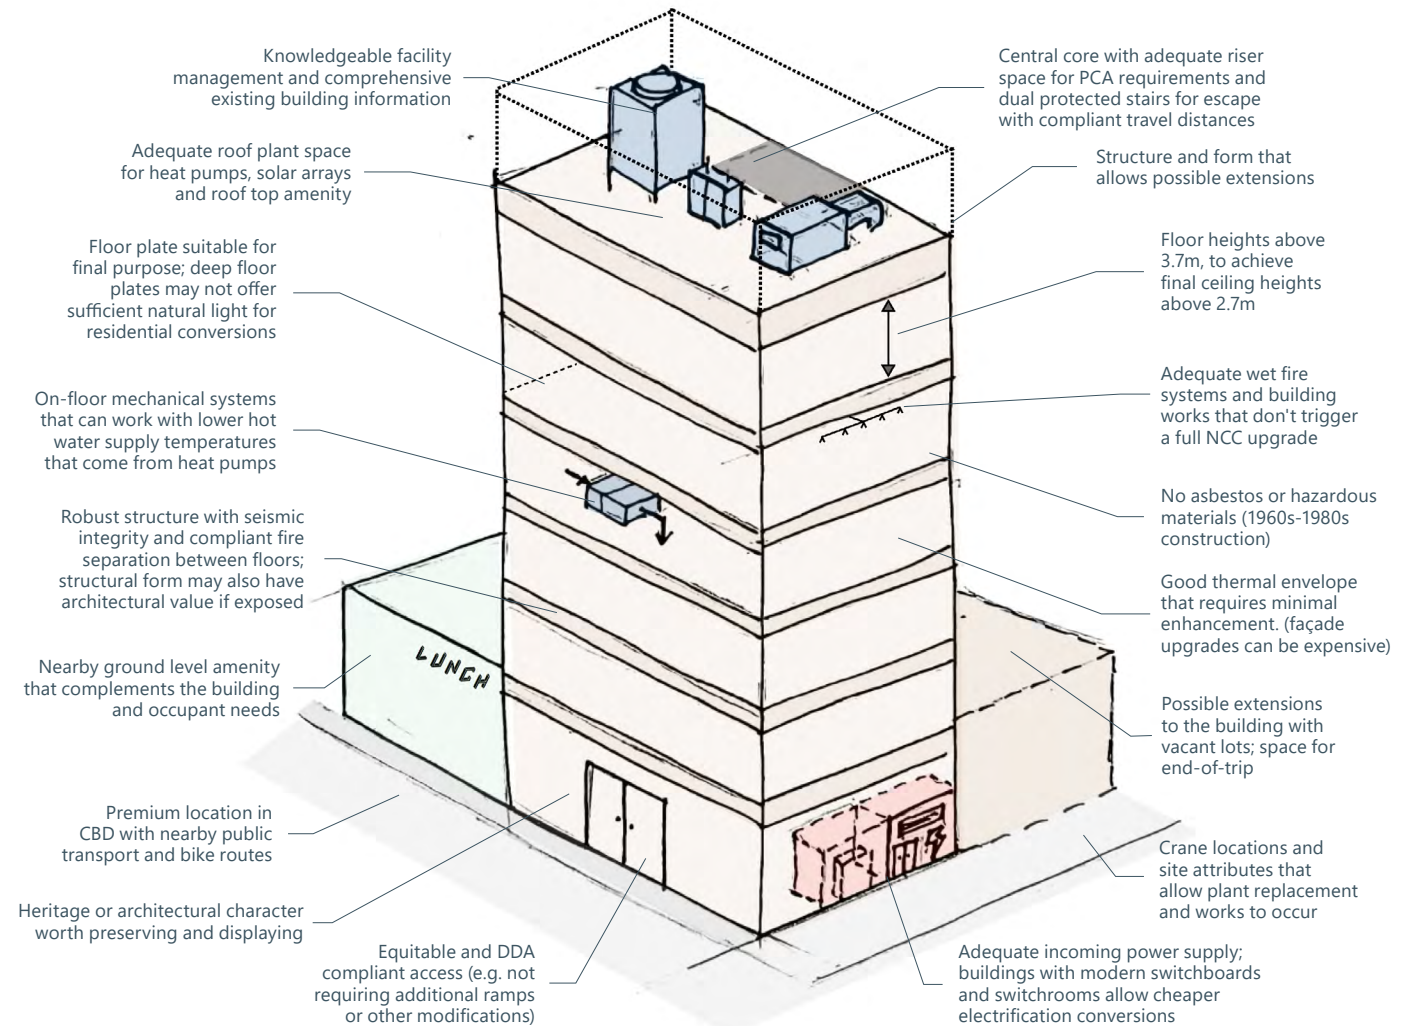 Knowledgeable facility
management and comprehensive
existing building information
Adequate roof plant space
for heat pumps, solar arrays
and roof top amenity
Floor plate suitable for
final purpose; deep floor
plates may not offer
sufficient natural light for
residential conversions
On-floor mechanical systems
that can work with lower hot
water supply temperatures
that come from heat pumps
Robust structure with seismic
integrity and compliant fire
separation between floors;
structural form may also have
architectural value if exposed
Nearby ground level amenity
that complements the building
and occupant needs
Premium location in
CBD with nearby public
transport and bike routes
Heritage or architectural character
worth preserving and displaying
Equitable and DDA
compliant access (e.g. not
requiring additional ramps
or other modifications)
LUNCH
Central core with adequate riser
space for PCA requirements and
dual protected stairs for escape
with compliant travel distances
Structure and form that
allows possible extensions
Floor heights above
3.7m, to achieve
final ceiling heights
above 2.7m
Adequate wet fire
systems and building
works that don't trigger
a full NCC upgrade
No asbestos or hazardous
materials (1960s-1980s
construction)
Good thermal envelope
that requires minimal
enhancement. (façade
upgrades can be expensive)
Possible extensions
to the building with
vacant lots; space for
end-of-trip
Crane locations and
site attributes that
allow plant replacement
and works to occur
Adequate incoming power supply;
buildings with modern switchboards
and switchrooms allow cheaper
electrification conversions